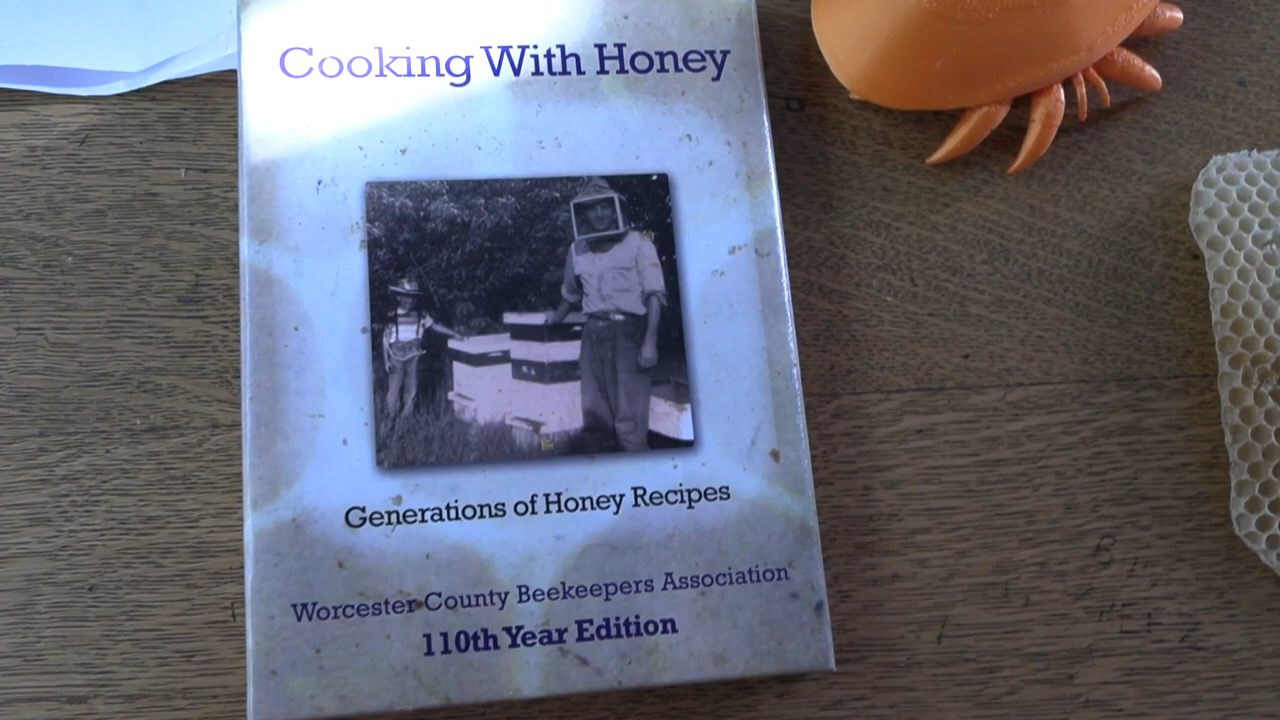 Cooking With Honey
Generations of Honey Recipes
Worcester County Beekeepers Association
110th Year Edition